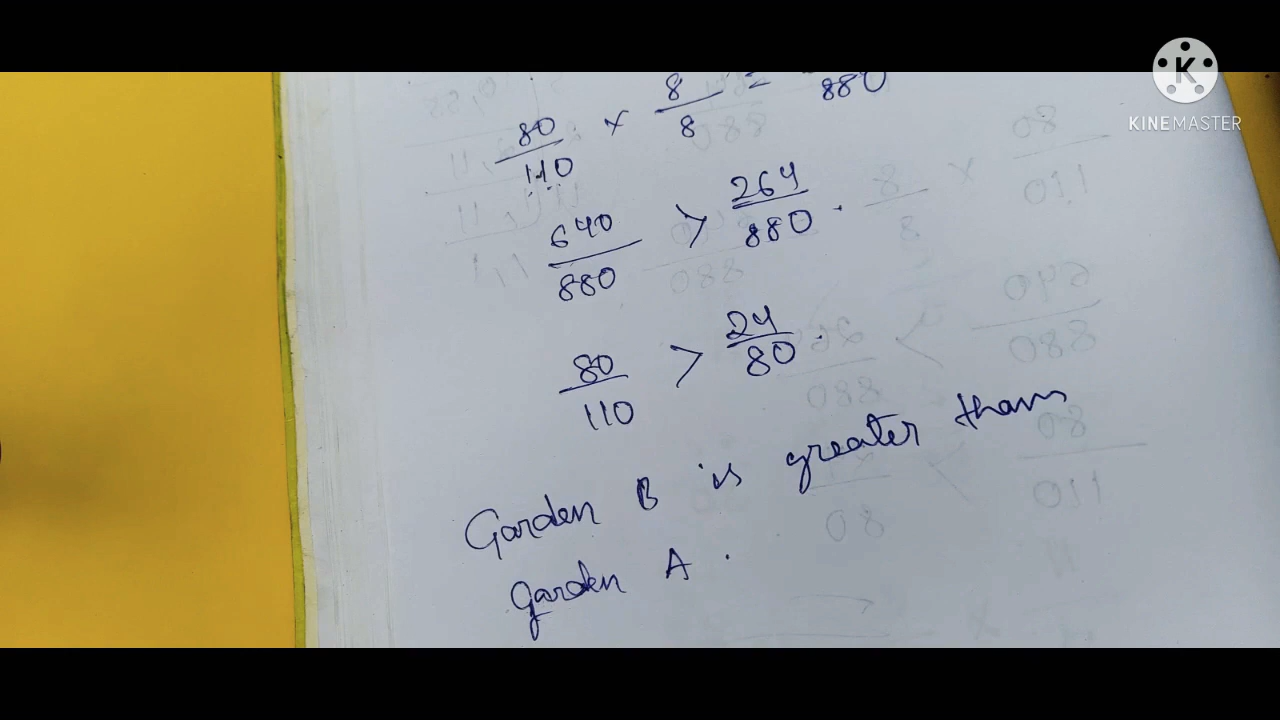 80/110 × 8/8 = /880
640/880 > 264/880 .
80/110 > 24/80 .
Garden B is greater than
garden A .
K
KINEMASTER